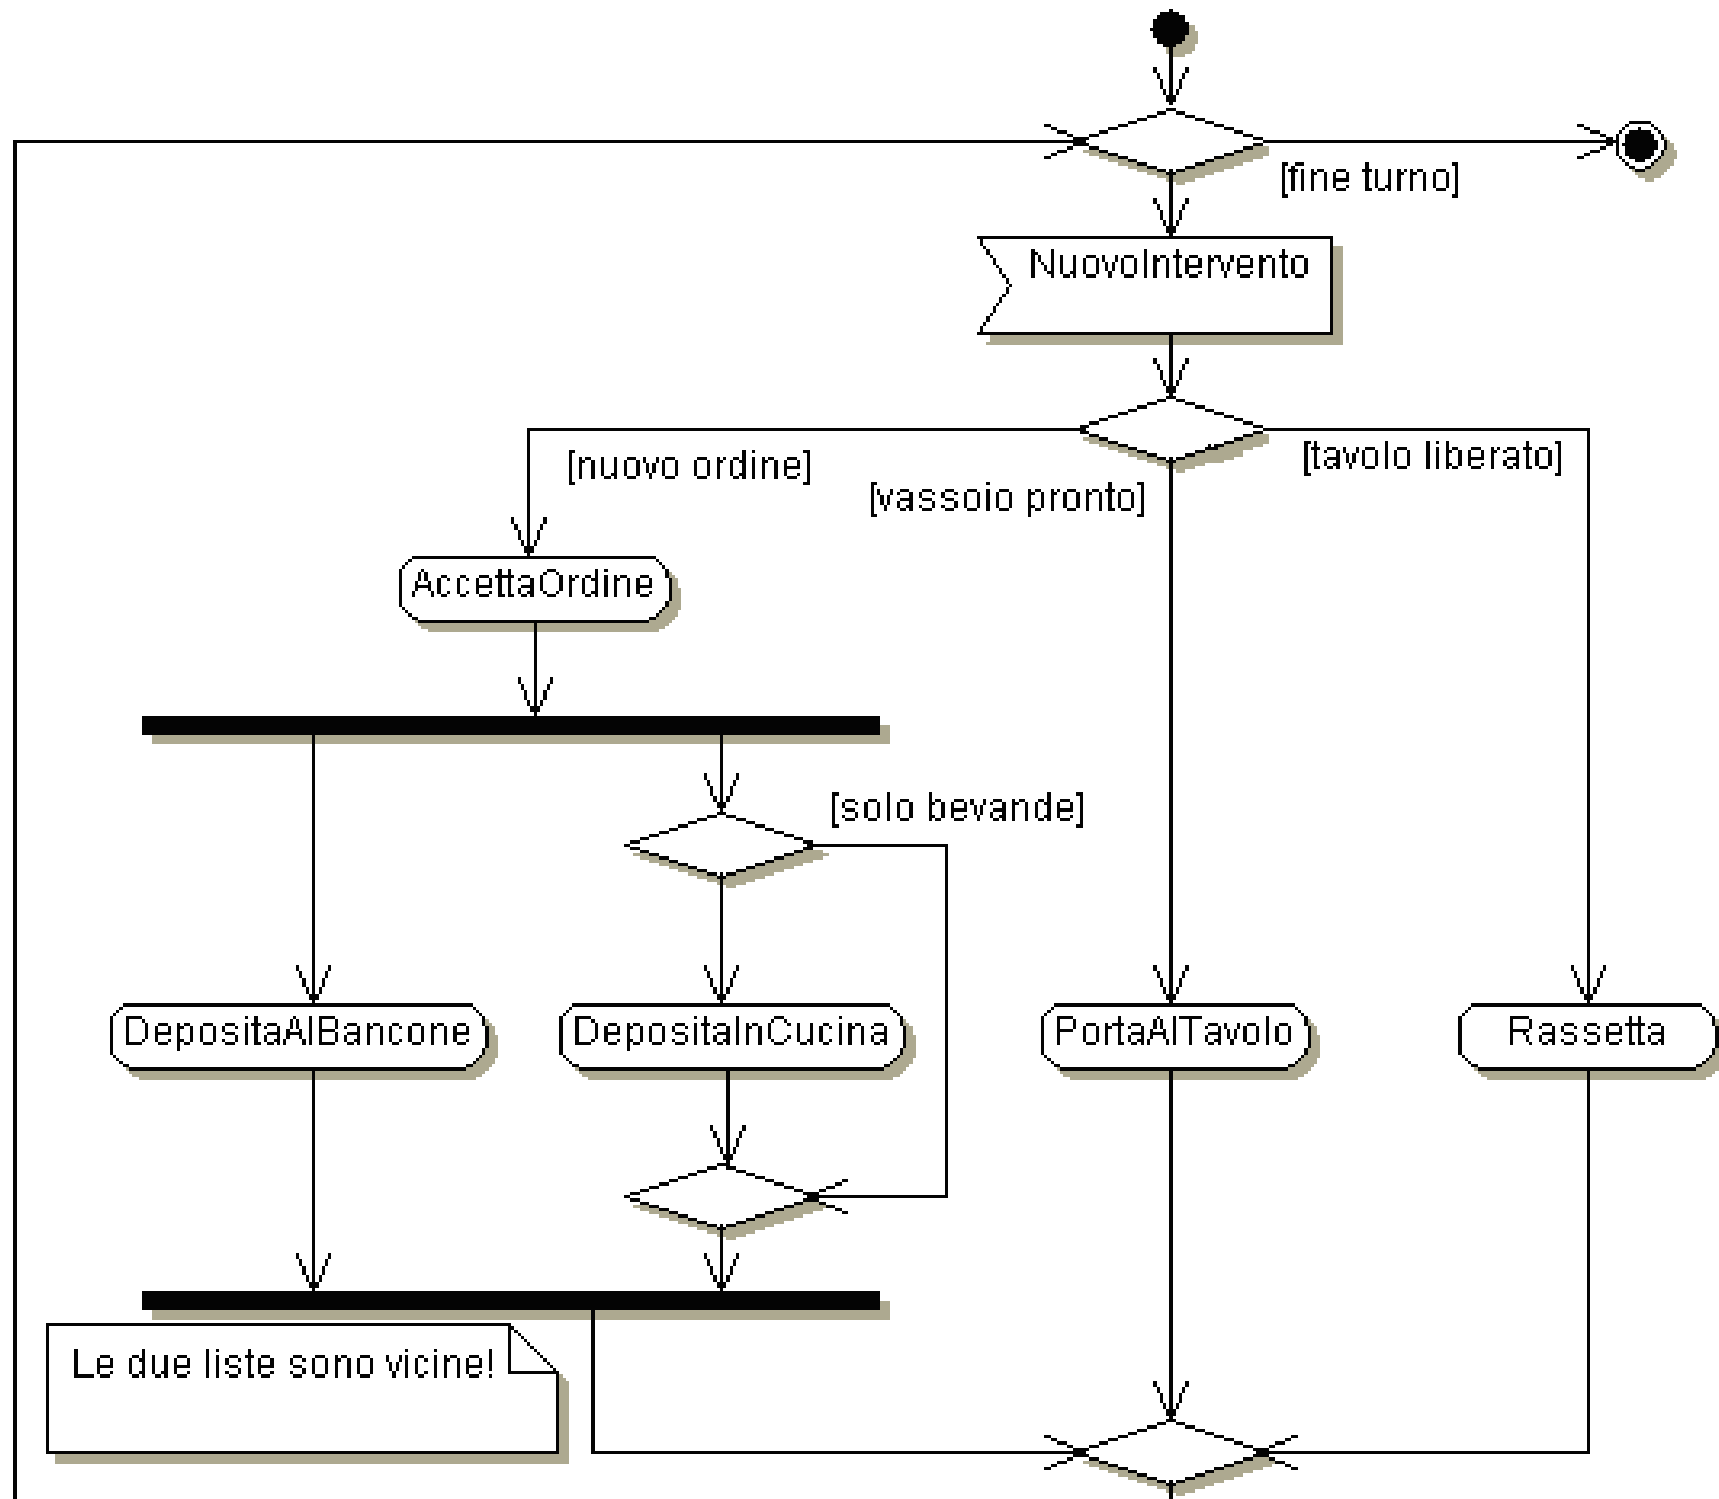 [fine turno]
NuovoIntervento
[nuovo ordine]
[vassoio pronto]
[tavolo liberato]
AccettaOrdine
[solo bevande]
DepositaAlBancone
DepositaInCucina
PortaAlTavolo
Rassetta
Le due liste sono vicine!